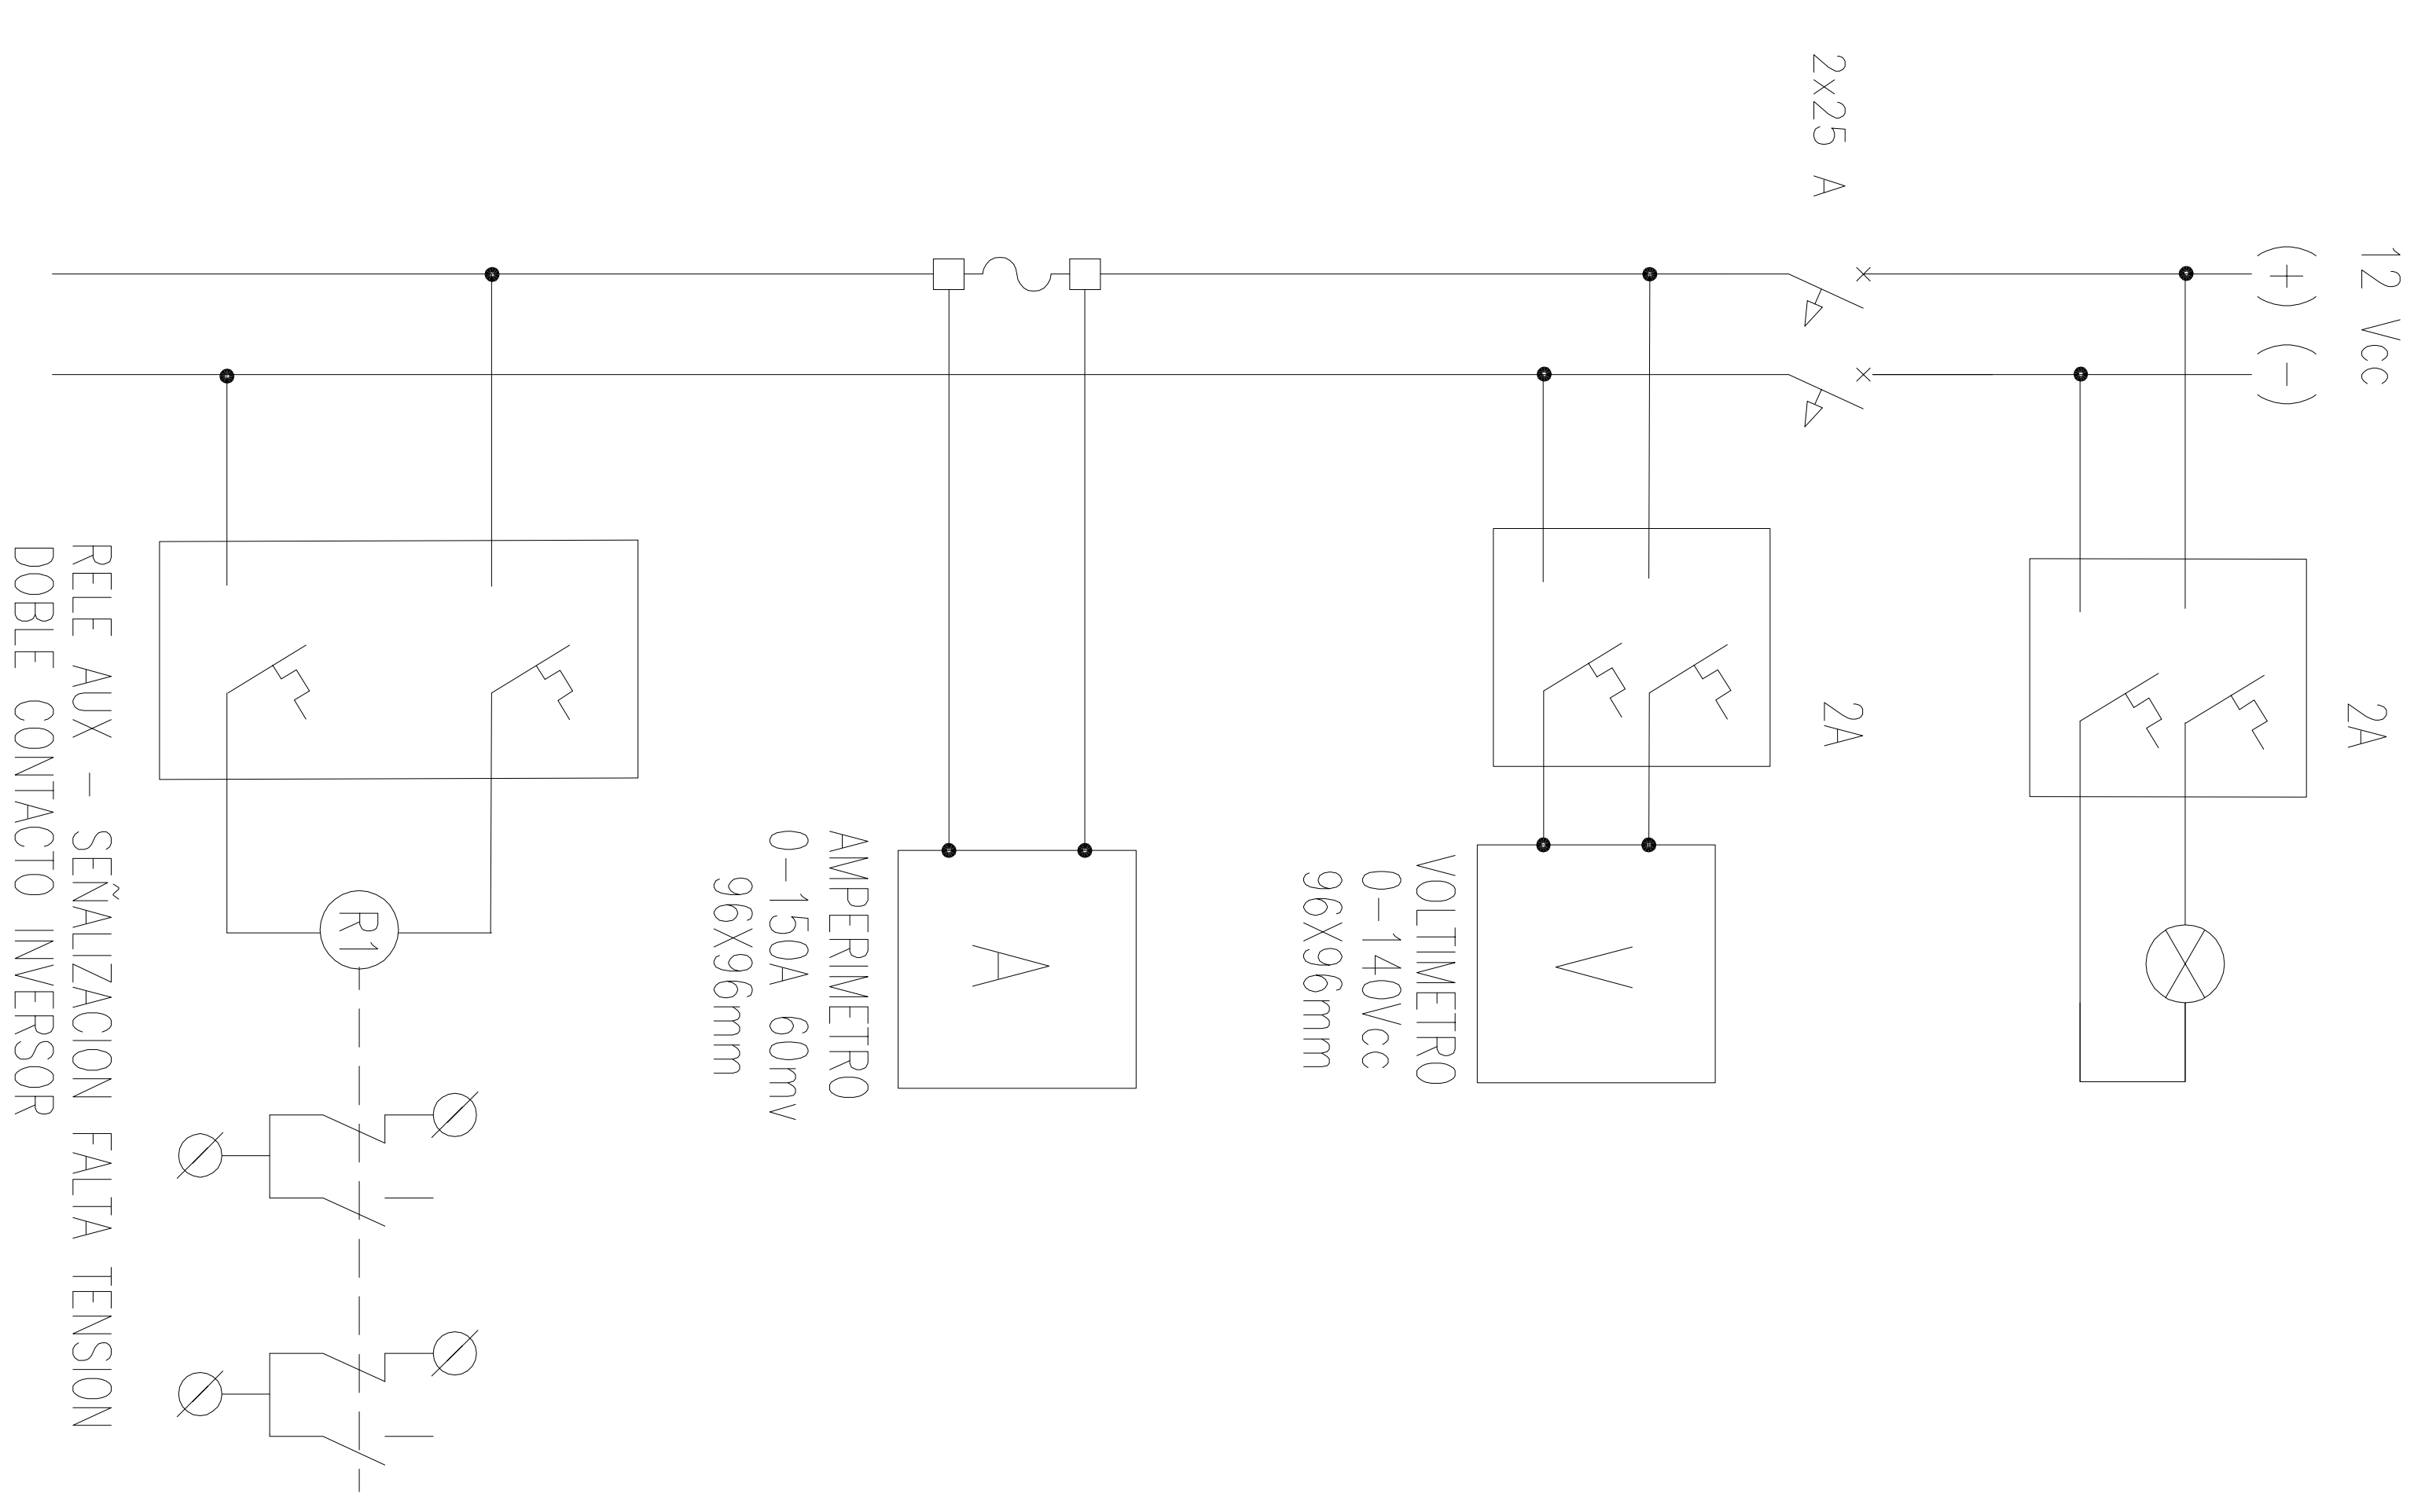 12 Vcc
(+)
(-)
2x25 A
2A
2A
V
VOLTIMETRO
0-140Vcc
96X96mm
A
AMPERIMETRO
0-150A 60mv
96X96mm
R1
RELE AUX - SEÑALIZACION FALTA TENSION
DOBLE CONTACTO INVERSOR